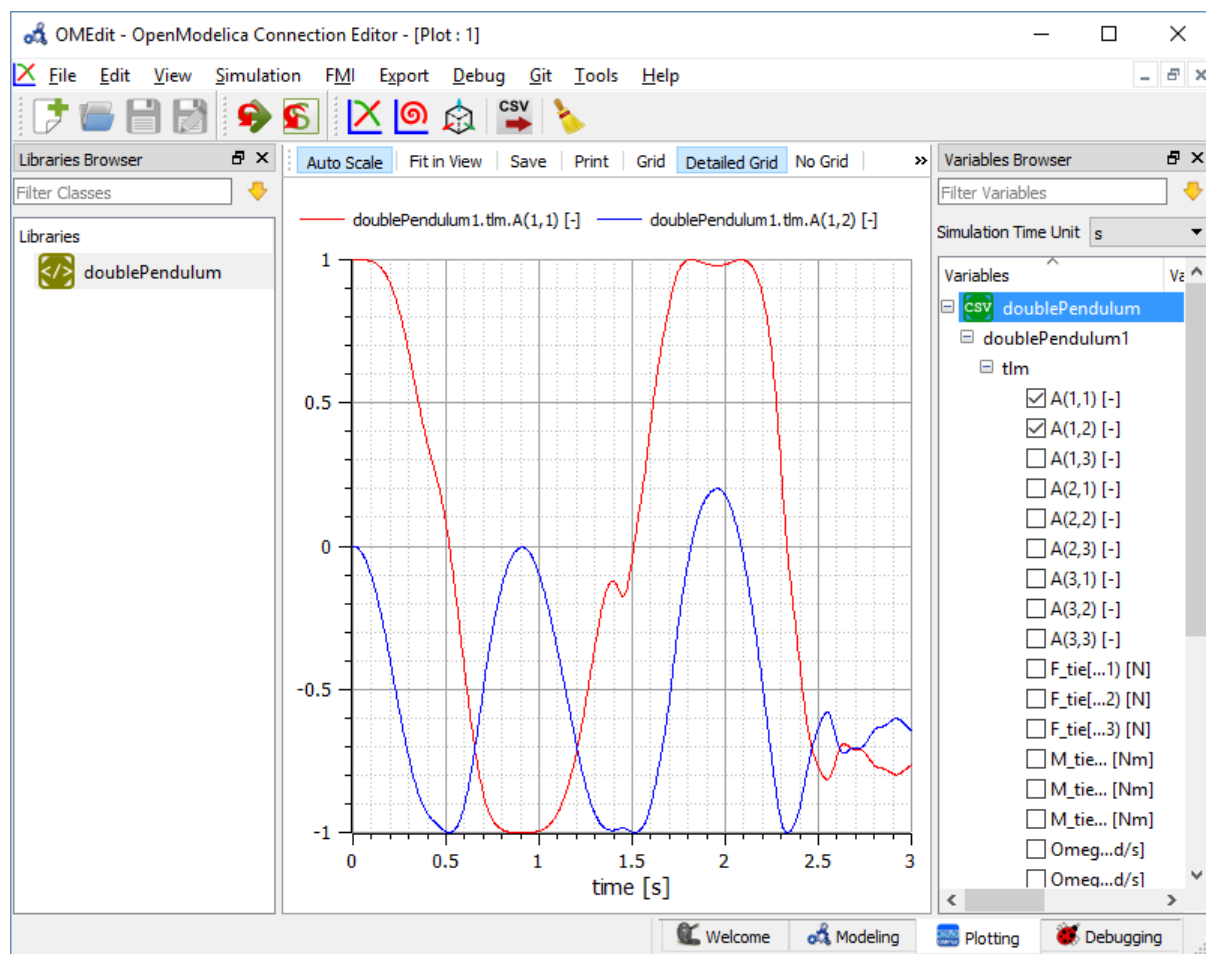 OMEdit - OpenModelica Connection Editor - [Plot : 1]
File Edit View Simulation FMI Export Debug Git Tools Help
CSV
Libraries Browser
Filter Classes
Libraries
doublePendulum
Auto Scale Fit in View Save Print Grid Detailed Grid No Grid »
doublePendulum1.tlm.A(1,1) [-] doublePendulum1.tlm.A(1,2) [-]
1
0.5
0
-0.5
-1
0 0.5 1 1.5 2 2.5 3
time [s]
Variables Browser
Filter Variables
Simulation Time Unit s
Variables Va
CSV doublePendulum
doublePendulum1
tlm
A(1,1) [-]
A(1,2) [-]
A(1,3) [-]
A(2,1) [-]
A(2,2) [-]
A(2,3) [-]
A(3,1) [-]
A(3,2) [-]
A(3,3) [-]
F_tie[...1) [N]
F_tie[...2) [N]
F_tie[...3) [N]
M_tie... [Nm]
M_tie... [Nm]
M_tie... [Nm]
Omeg...d/s]
Omeg...d/s]
Welcome Modeling Plotting Debugging